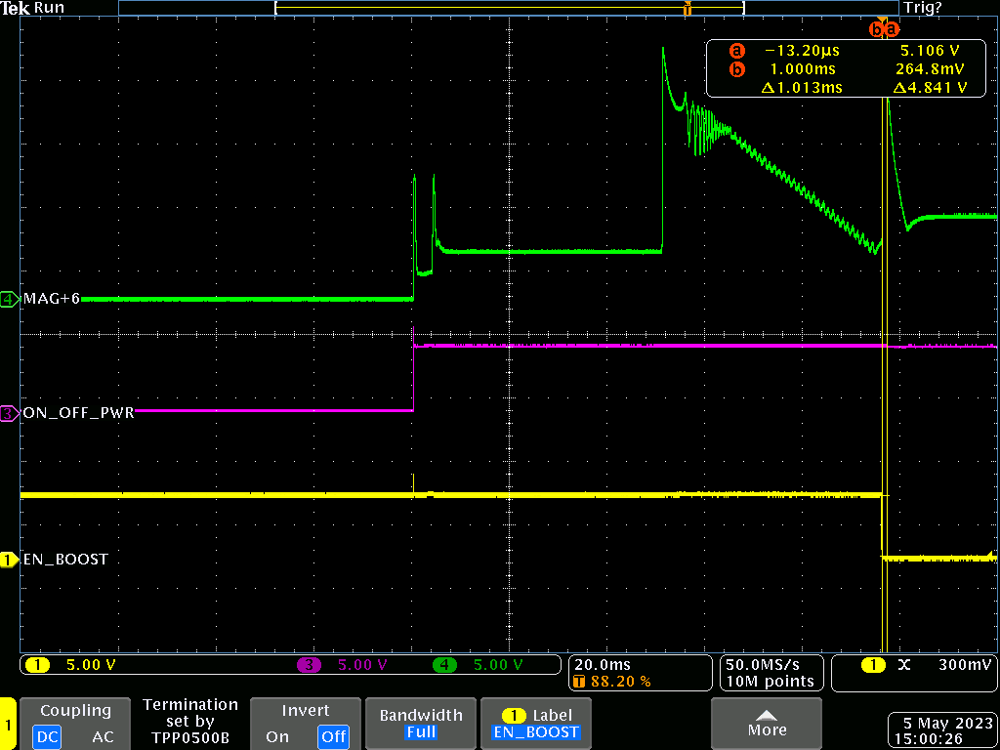 Tek Run Trig?
T
b a
a −13.20µs 5.106 V
b 1.000ms 264.8mV
Δ1.013ms Δ4.841 V
4 MAG+6
3 ON_OFF_PWR
1 EN_BOOST
1 5.00 V 3 5.00 V 4 5.00 V
20.0ms
T 88.20 %
50.0MS/s
10M points
1 X 300mV
1
Coupling
DC AC
Termination
set by
TPP0500B
Invert
On Off
Bandwidth
Full
1 Label
EN_BOOST
More
5 May 2023
15:00:26